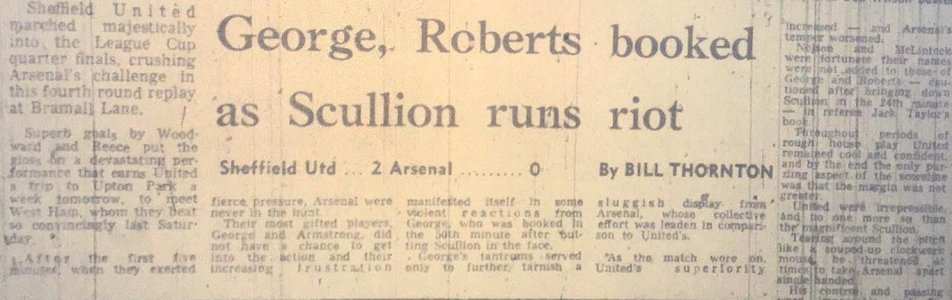 Sheffield United
marched majestically
into the League Cup
quarter finals, crushing
Arsenal's challenge in
this fourth round replay
at Bramall Lane.
Superb goals by Wood-
ward and Reece put the
gloss on a devastating per-
formance that earns United
a trip to Upton Park a
week tomorrow, to meet
West Ham, whom they beat
so convincingly last Satur-
day.
After the first five
minutes, when they exerted
George, Roberts booked
as Scullion runs riot
Sheffield Utd ... 2 Arsenal ......... 0 By BILL THORNTON
fierce pressure, Arsenal were
never in the hunt.
Their most gifted players,
George and Armstrong, did
not have a chance to get
into the action and their
increasing frustration
manifested itself in some
violent reactions from
George, who was booked in
the 50th minute after but-
ting Scullion in the face.
George's tantrums served
only to further tarnish a
sluggish display from
Arsenal, whose collective
effort was leaden in compari-
son to United's.
As the match wore on,
United's superiority
increased — and Arsenal
temper worsened.
Nelson and McLintock
were fortunate their names
were not added to those of
George and Roberts — cau-
tioned after bringing down
Scullion in the 24th minute
— in referee Jack Taylor's
book.
Throughout periods
rough house play United
remained cool and confident
and by the end the only
zling aspect of the scoreline
was that the margin was not
greater.
United were irrepressible.
And no one more so than
the magnificent Scullion.
Tearing around the pitch
like a wound-up clockwork
mouse, he threatened at
times to take Arsenal apart
single handed.
His control and passing